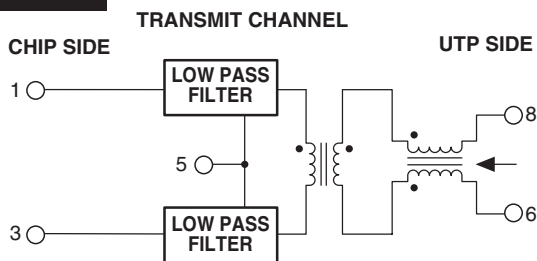 TRANSMIT CHANNEL
CHIP SIDE
UTP SIDE
LOW PASS
FILTER
1
8
5
LOW PASS
FILTER
3
6